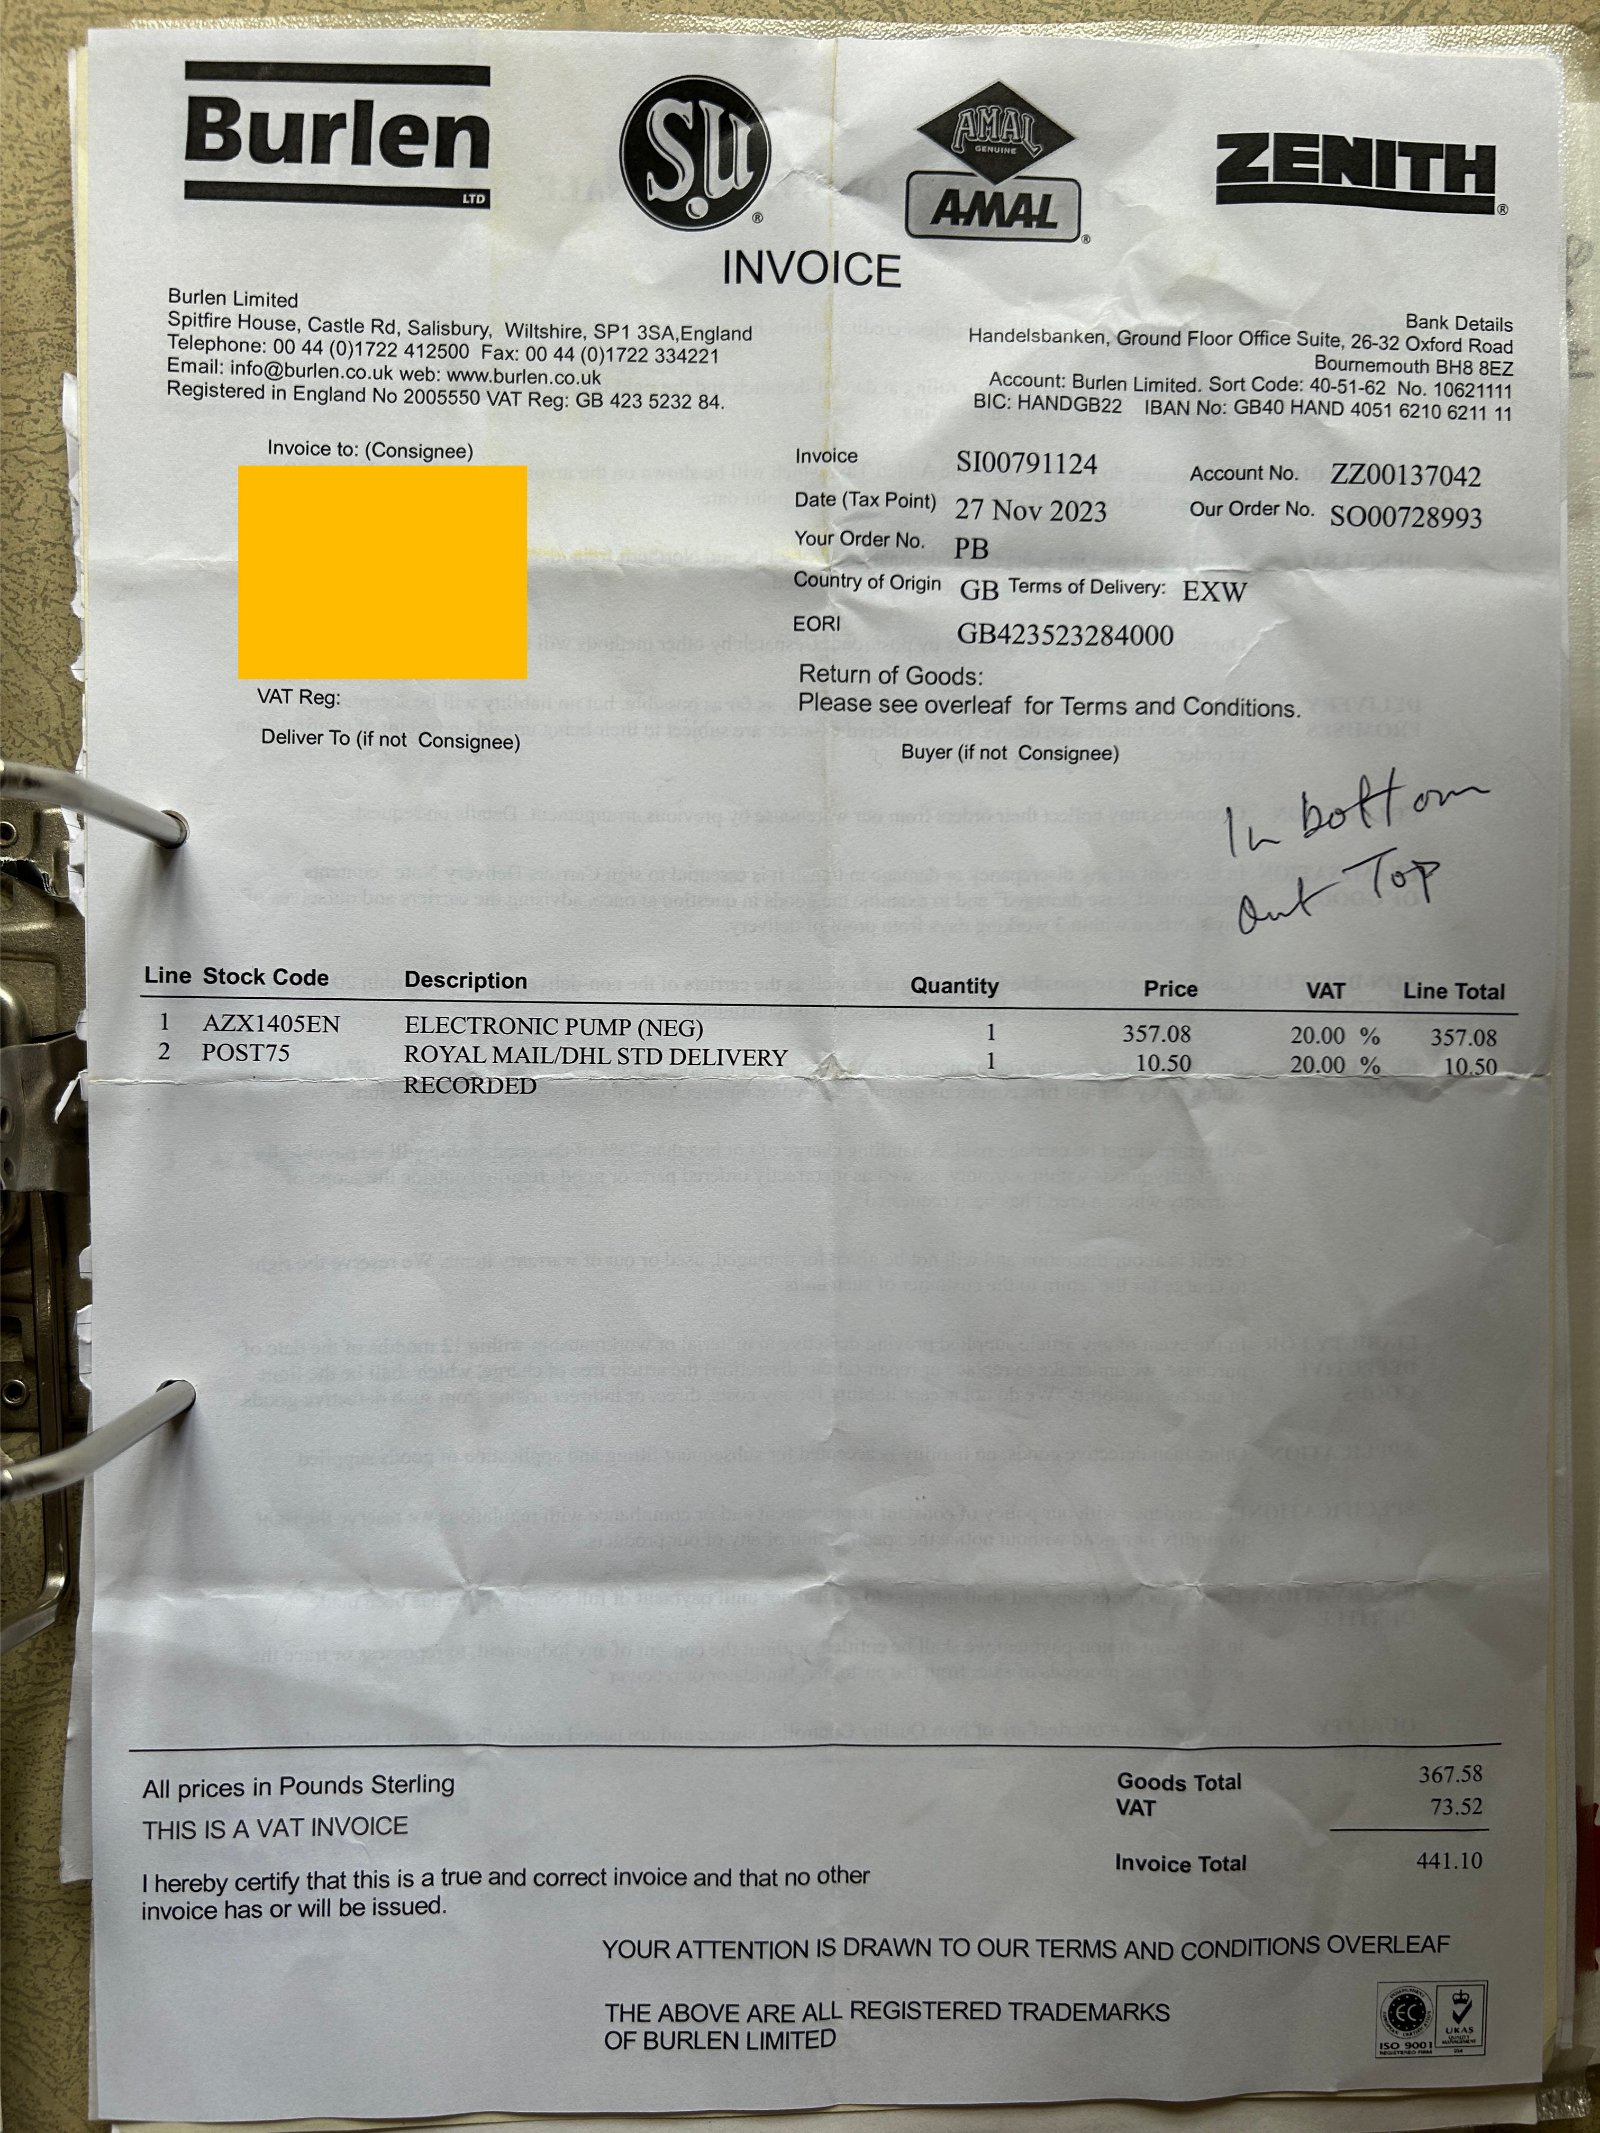 Burlen
LTD
SU
®
AMAL
GENUINE
AMAL
®
ZENITH
®
INVOICE
Burlen Limited
Spitfire House, Castle Rd, Salisbury, Wiltshire, SP1 3SA,England
Telephone: 00 44 (0)1722 412500 Fax: 00 44 (0)1722 334221
Email: info@burlen.co.uk web: www.burlen.co.uk
Registered in England No 2005550 VAT Reg: GB 423 5232 84.
Bank Details
Handelsbanken, Ground Floor Office Suite, 26-32 Oxford Road
Bournemouth BH8 8EZ
Account: Burlen Limited. Sort Code: 40-51-62 No. 10621111
BIC: HANDGB22 IBAN No: GB40 HAND 4051 6210 6211 11
Invoice to: (Consignee)
VAT Reg:
Deliver To (if not Consignee)
Invoice SI00791124 Account No. ZZ00137042
Date (Tax Point) 27 Nov 2023 Our Order No. SO00728993
Your Order No. PB
Country of Origin GB Terms of Delivery: EXW
EORI GB423523284000
Return of Goods:
Please see overleaf for Terms and Conditions.
Buyer (if not Consignee)
In bottom
Out Top
Line Stock Code Description Quantity Price VAT Line Total
1 AZX1405EN ELECTRONIC PUMP (NEG) 1 357.08 20.00 % 357.08
2 POST75 ROYAL MAIL/DHL STD DELIVERY 1 10.50 20.00 % 10.50
RECORDED
All prices in Pounds Sterling
THIS IS A VAT INVOICE
I hereby certify that this is a true and correct invoice and that no other
invoice has or will be issued.
Goods Total 367.58
VAT 73.52
Invoice Total 441.10
YOUR ATTENTION IS DRAWN TO OUR TERMS AND CONDITIONS OVERLEAF
THE ABOVE ARE ALL REGISTERED TRADEMARKS
OF BURLEN LIMITED
EC
ISO 9001
UKAS